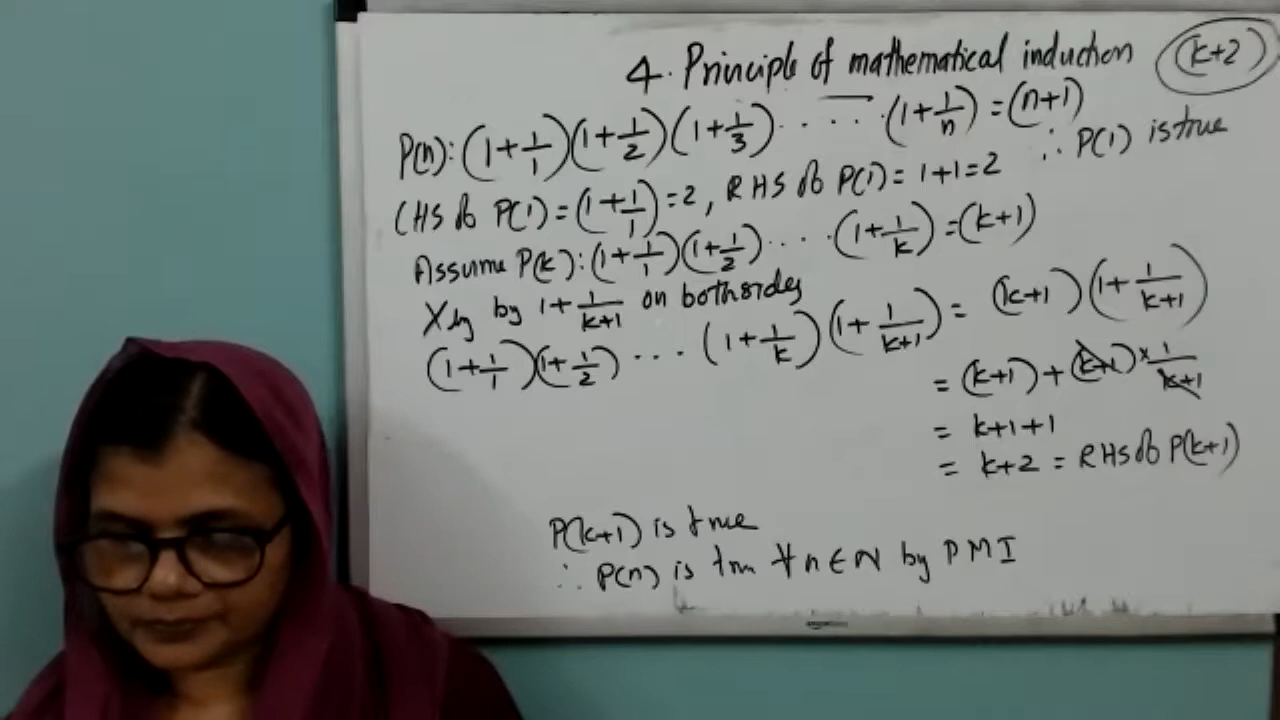 4. Principle of mathematical induction (k+2)
P(n): (1+1/1)(1+1/2)(1+1/3) ..... (1+1/n) = (n+1)
LHS of P(1) = (1+1/1) = 2, RHS of P(1) = 1+1=2 ∴ P(1) is true
Assume P(k): (1+1/1)(1+1/2) .... (1+1/k) = (k+1)
Xly by 1+1/k+1 on both sides
(1+1/1)(1+1/2) ... (1+1/k)(1+1/k+1) = (k+1)(1+1/k+1)
= (k+1) + (k+1) × 1/k+1
= k+1+1
= k+2 = RHS of P(k+1)
P(k+1) is true
∴ P(n) is true ∀ n ∈ N by PMI